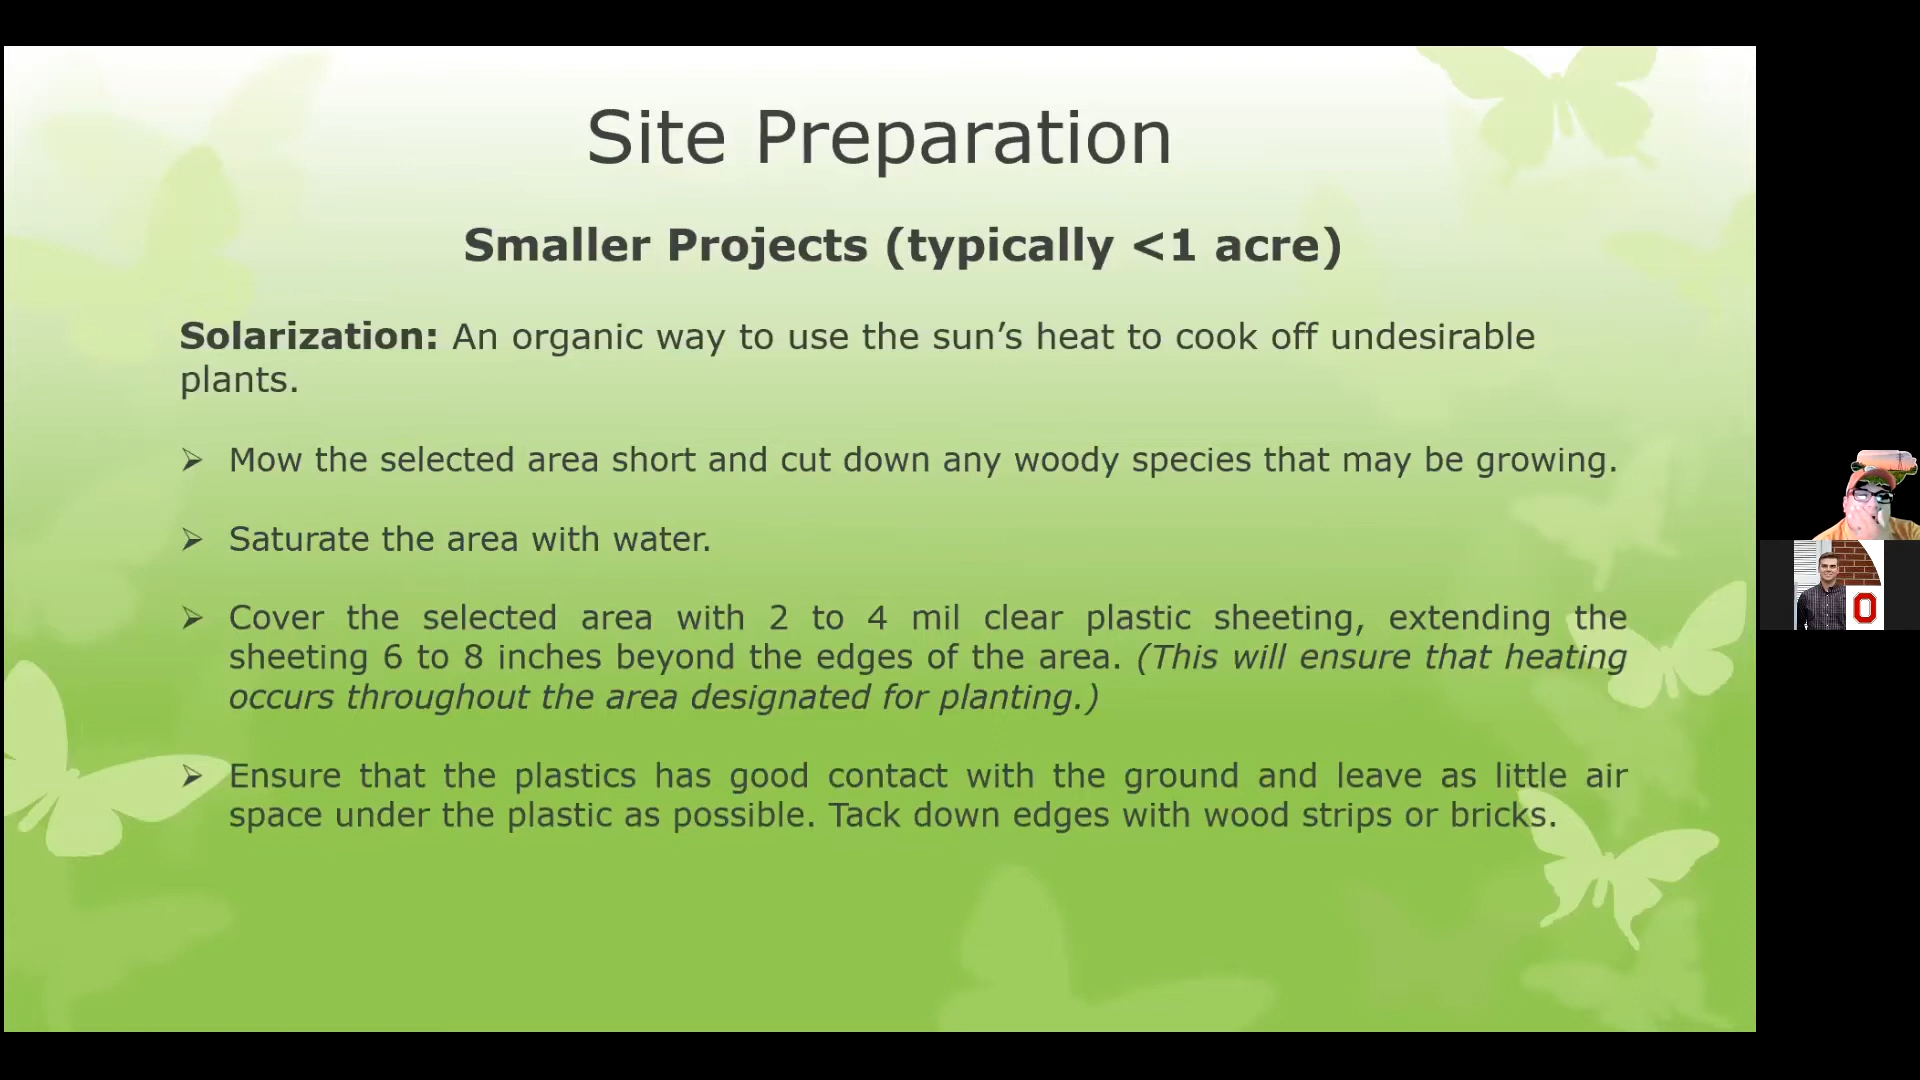 Site Preparation
Smaller Projects (typically <1 acre)
Solarization: An organic way to use the sun’s heat to cook off undesirable
plants.
➢ Mow the selected area short and cut down any woody species that may be growing.
➢ Saturate the area with water.
➢ Cover the selected area with 2 to 4 mil clear plastic sheeting, extending the
sheeting 6 to 8 inches beyond the edges of the area. (This will ensure that heating
occurs throughout the area designated for planting.)
➢ Ensure that the plastics has good contact with the ground and leave as little air
space under the plastic as possible. Tack down edges with wood strips or bricks.
O